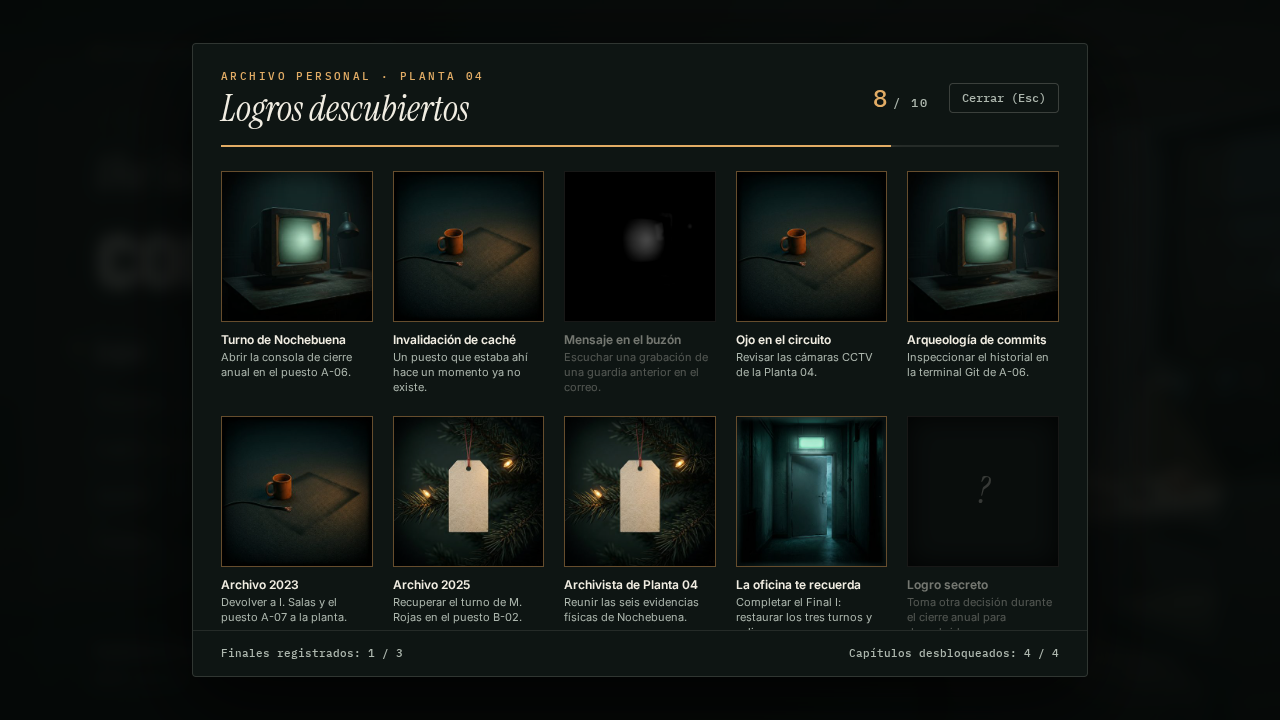 ARCHIVO PERSONAL · PLANTA 04
Logros descubiertos
8 / 10
Cerrar (Esc)
Turno de Nochebuena
Abrir la consola de cierre
anual en el puesto A-06.
Invalidación de caché
Un puesto que estaba ahí
hace un momento ya no
existe.
Mensaje en el buzón
Escuchar una grabación de
una guardia anterior en el
correo.
Ojo en el circuito
Revisar las cámaras CCTV
de la Planta 04.
Arqueología de commits
Inspeccionar el historial en
la terminal Git de A-06.
Archivo 2023
Devolver a I. Salas y el
puesto A-07 a la planta.
Archivo 2025
Recuperar el turno de M.
Rojas en el puesto B-02.
Archivista de Planta 04
Reunir las seis evidencias
físicas de Nochebuena.
La oficina te recuerda
Completar el Final I:
restaurar los tres turnos y
?
Logro secreto
Toma otra decisión durante
el cierre anual para
Finales registrados: 1 / 3
Capítulos desbloqueados: 4 / 4